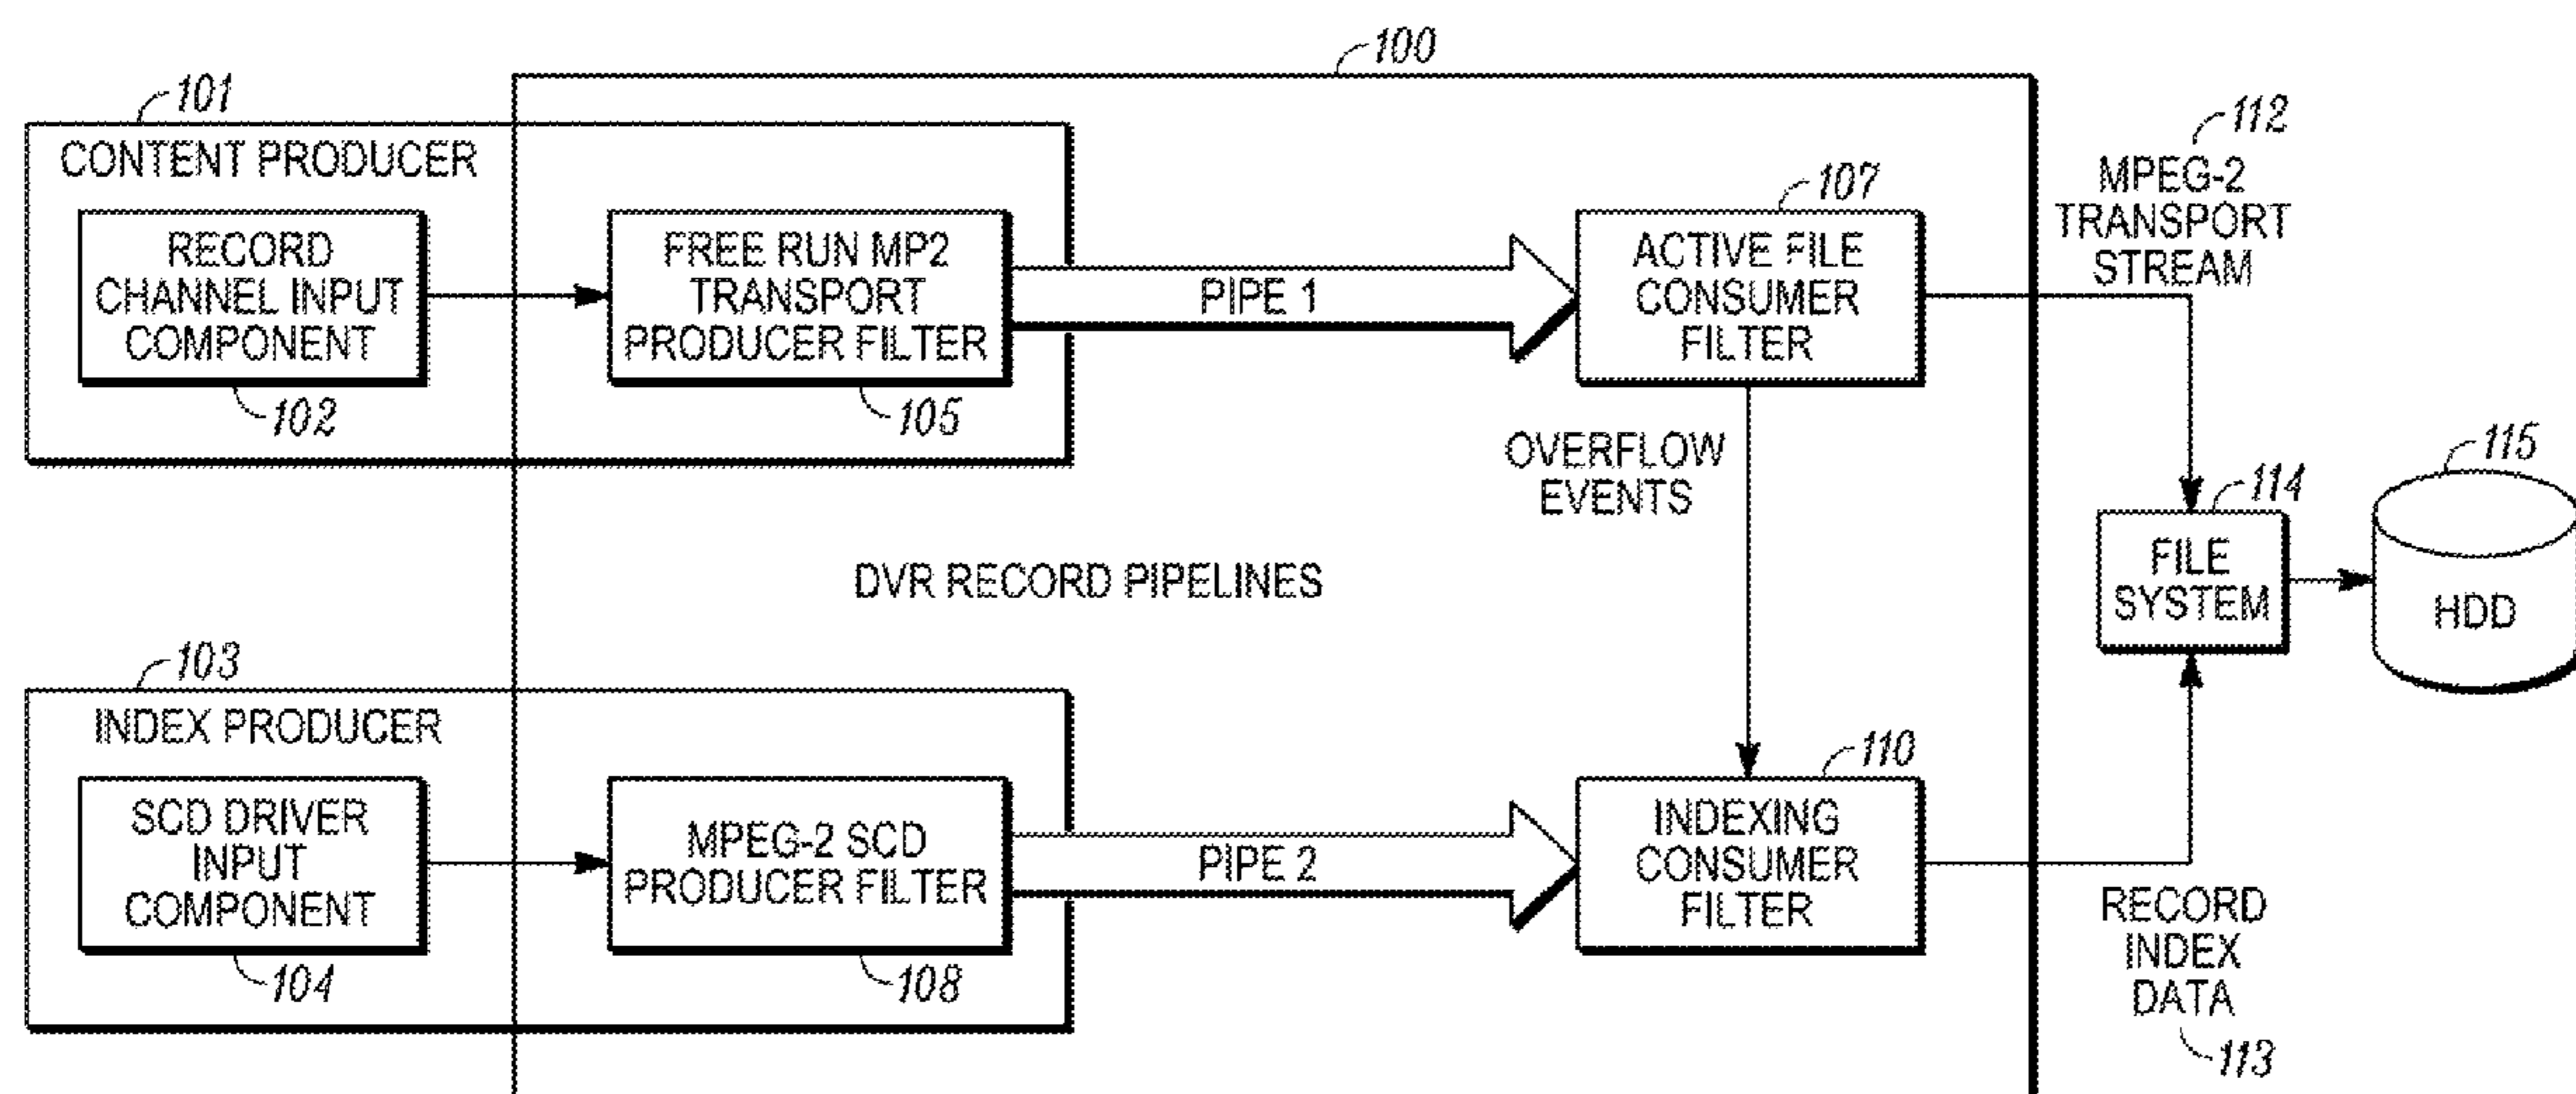 100
101
CONTENT PRODUCER
RECORD
CHANNEL INPUT
COMPONENT
102
FREE RUN MP2
TRANSPORT
PRODUCER FILTER
105
PIPE 1
107
ACTIVE FILE
CONSUMER
FILTER
112
MPEG-2
TRANSPORT
STREAM
OVERFLOW
EVENTS
DVR RECORD PIPELINES
114
FILE
SYSTEM
115
HDD
103
INDEX PRODUCER
SCD DRIVER
INPUT
COMPONENT
104
MPEG-2 SCD
PRODUCER FILTER
108
PIPE 2
110
INDEXING
CONSUMER
FILTER
RECORD
INDEX
DATA
113